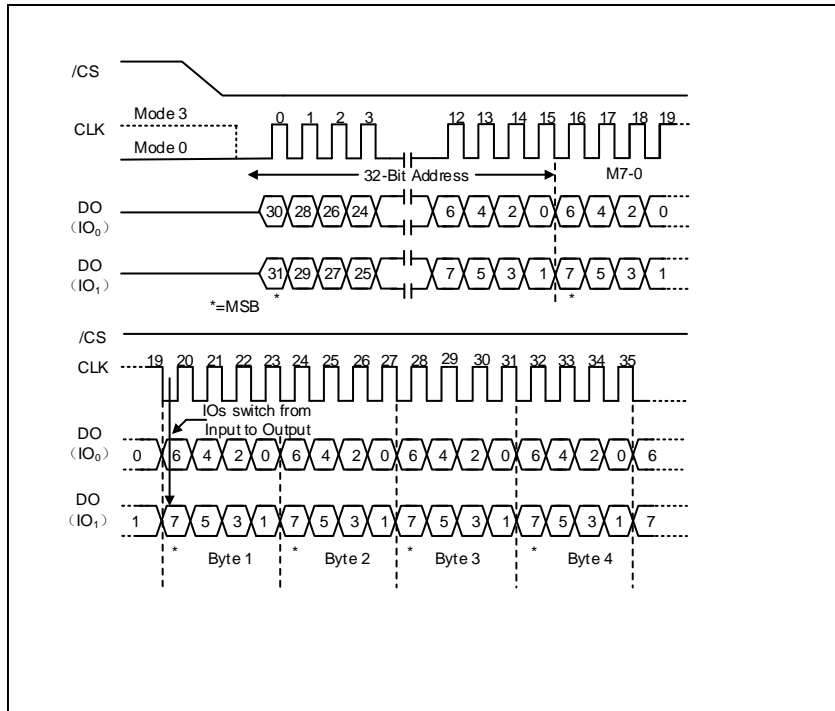 /CS
Mode 3
CLK
Mode 0
0 1 2 3 12 13 14 15 16 17 18 19
32-Bit Address
M7-0
DO
（IO₀）
30 28 26 24 6 4 2 0 6 4 2 0
DO
（IO₁）
31 29 27 25 7 5 3 1 7 5 3 1
* *
*=MSB
/CS
CLK
19 20 21 22 23 24 25 26 27 28 29 30 31 32 33 34 35
IOs switch from
Input to Output
DO
（IO₀）
0 6 4 2 0 6 4 2 0 6 4 2 0 6 4 2 0 6
DO
（IO₁）
1 7 5 3 1 7 5 3 1 7 5 3 1 7 5 3 1 7
* Byte 1 * Byte 2 * Byte 3 * Byte 4